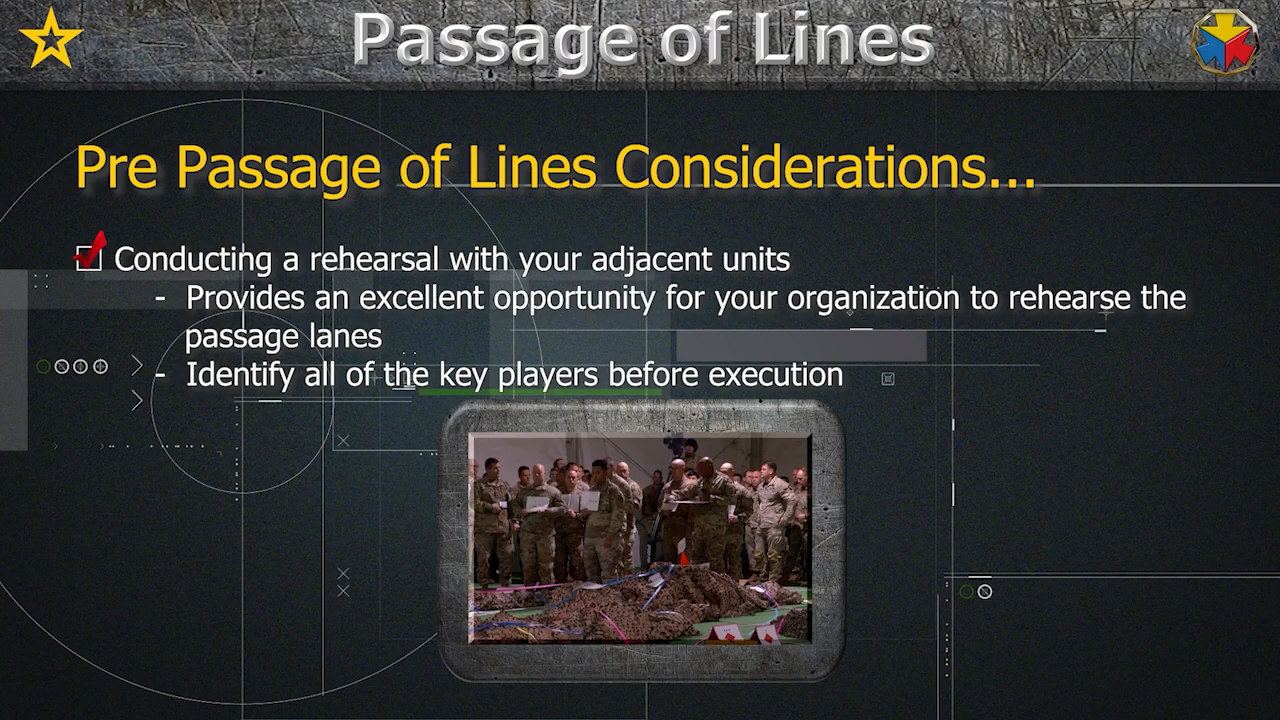 Passage of Lines
Pre Passage of Lines Considerations...
Conducting a rehearsal with your adjacent units
- Provides an excellent opportunity for your organization to rehearse the
passage lanes
- Identify all of the key players before execution